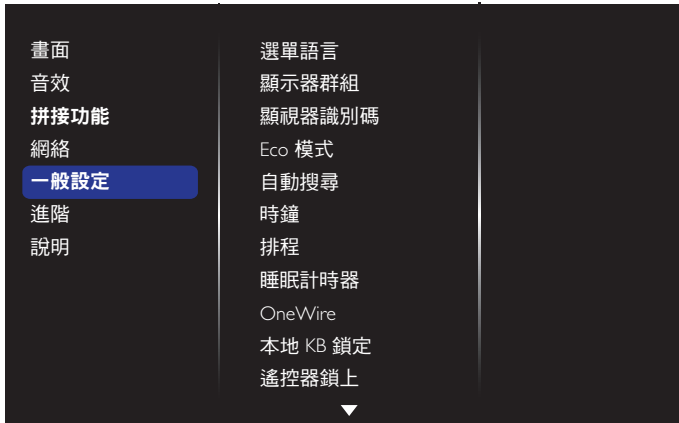 畫面
音效
拼接功能
網絡
一般設定
進階
說明
選單語言
顯示器群組
顯視器識別碼
Eco 模式
自動搜尋
時鐘
排程
睡眠計時器
OneWire
本地 KB 鎖定
遙控器鎖上